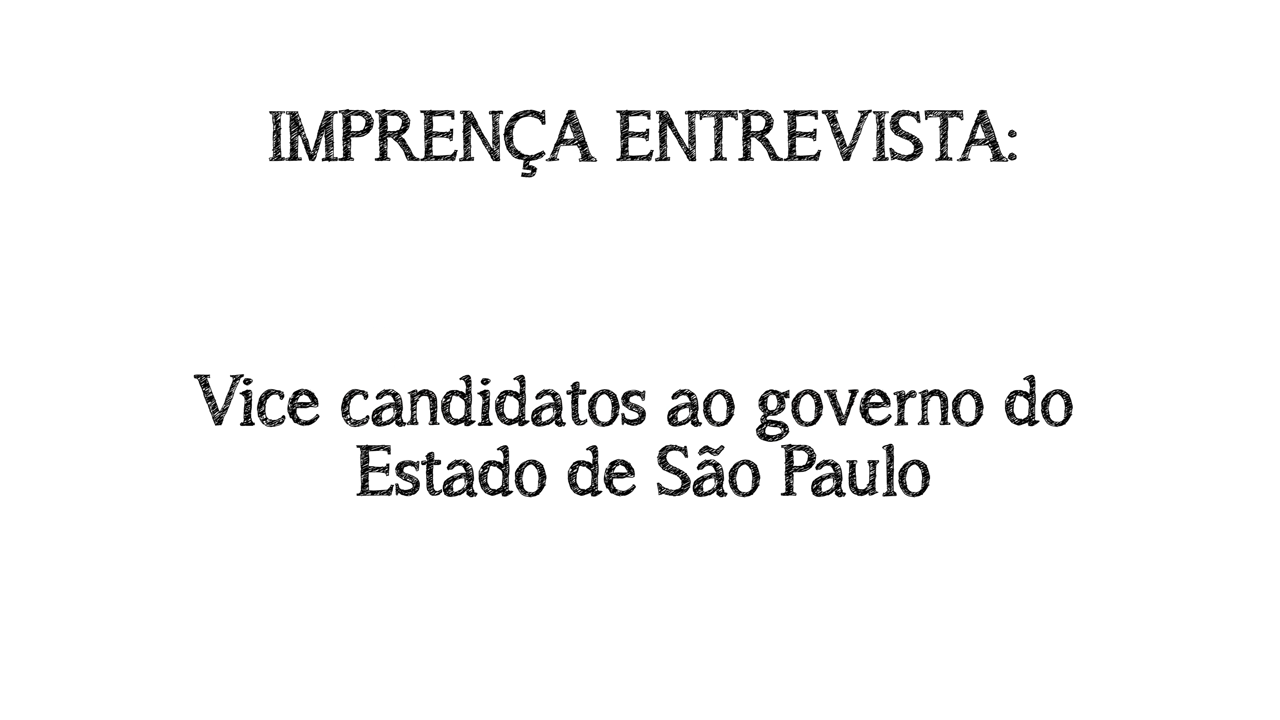 IMPRENÇA ENTREVISTA:
Vice candidatos ao governo do
Estado de São Paulo